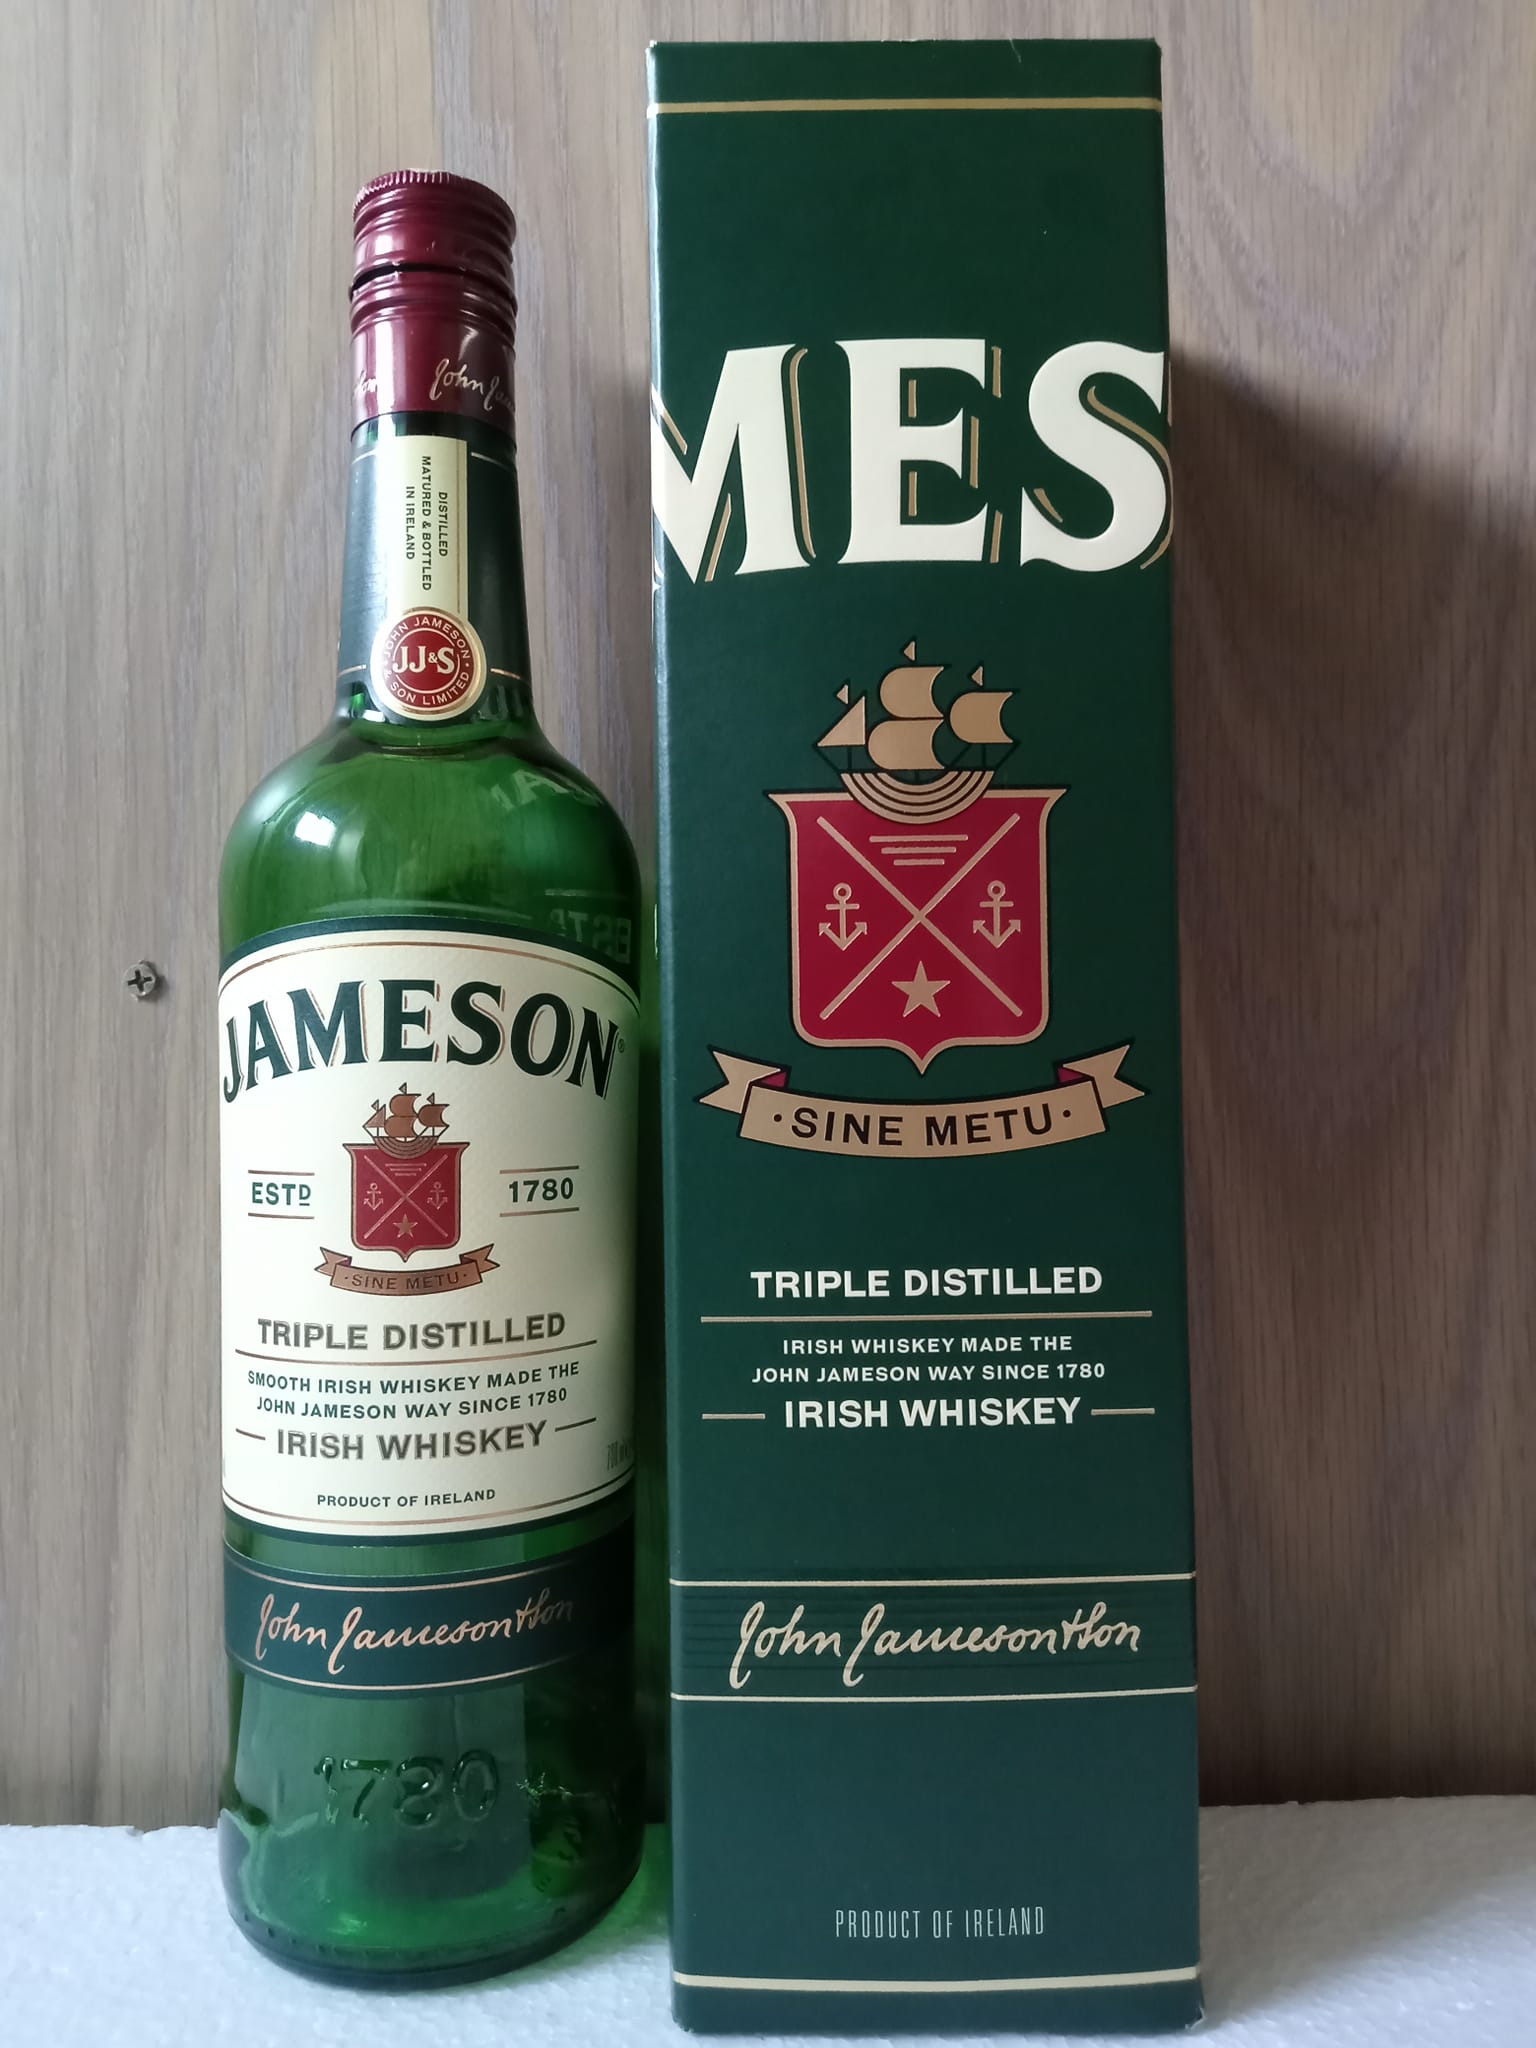 John Jam
DISTILLED
MATURED & BOTTLED
IN IRELAND
JOHN JAMESON
JJ&S
& SON LIMITED
JAMESON®
ESTD 1780
·SINE METU·
TRIPLE DISTILLED
SMOOTH IRISH WHISKEY MADE THE
JOHN JAMESON WAY SINCE 1780
IRISH WHISKEY
PRODUCT OF IRELAND
John Jameson & Son
1780
MES
·SINE METU·
TRIPLE DISTILLED
IRISH WHISKEY MADE THE
JOHN JAMESON WAY SINCE 1780
IRISH WHISKEY
John Jameson & Son
PRODUCT OF IRELAND